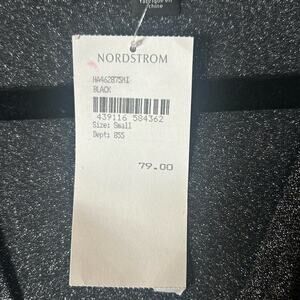 fabriqué en
Chine
NORDSTROM
HA462875HI
BLACK
439116 584362
Size: Small
Dept: 855
79.00